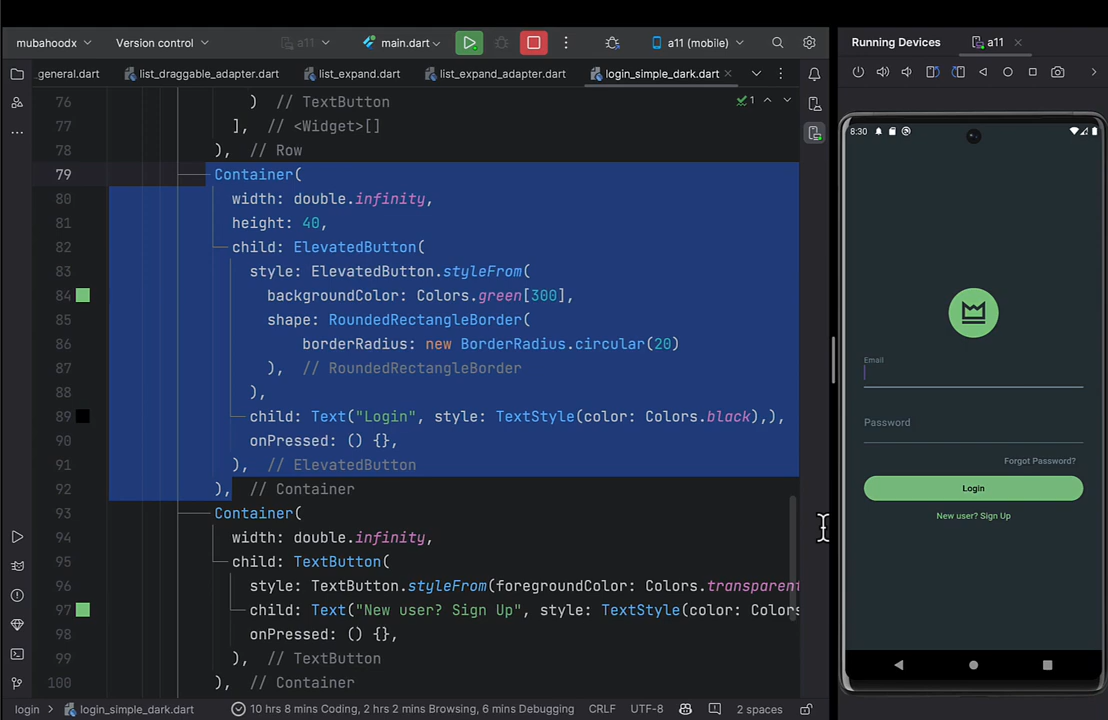 mubahoodx
Version control
a11
main.dart
a11 (mobile)
.general.dart
list_draggable_adapter.dart
list_expand.dart
list_expand_adapter.dart
login_simple_dark.dart
1
76 ) // TextButton
77 ], // <Widget>[]
78 ), // Row
79 Container(
80 width: double.infinity,
81 height: 40,
82 child: ElevatedButton(
83 style: ElevatedButton.styleFrom(
84 backgroundColor: Colors.green[300],
85 shape: RoundedRectangleBorder(
86 borderRadius: new BorderRadius.circular(20)
87 ), // RoundedRectangleBorder
88 ),
89 child: Text("Login", style: TextStyle(color: Colors.black),),
90 onPressed: () {},
91 ), // ElevatedButton
92 ), // Container
93 Container(
94 width: double.infinity,
95 child: TextButton(
96 style: TextButton.styleFrom(foregroundColor: Colors.transparent
97 child: Text("New user? Sign Up", style: TextStyle(color: Colors
98 onPressed: () {},
99 ), // TextButton
100 ), // Container
login
login_simple_dark.dart
10 hrs 8 mins Coding, 2 hrs 2 mins Browsing, 6 mins Debugging
CRLF
UTF-8
2 spaces
Running Devices
a11
8:30
Email
Password
Forgot Password?
Login
New user? Sign Up